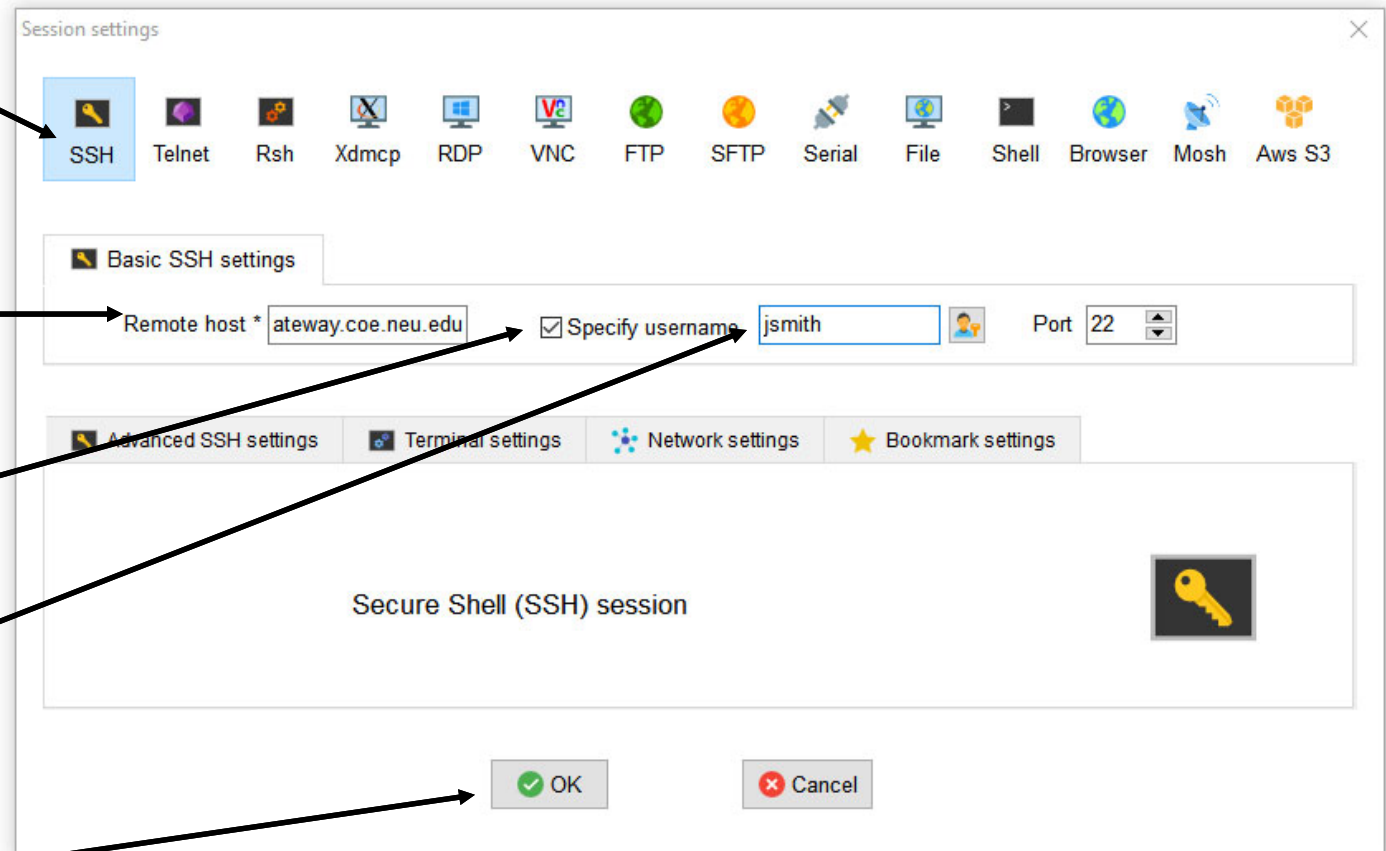 Session settings
SSH Telnet Rsh Xdmcp RDP VNC FTP SFTP Serial File Shell Browser Mosh Aws S3
Basic SSH settings
Remote host * ateway.coe.neu.edu Specify username jsmith Port 22
Advanced SSH settings Terminal settings Network settings Bookmark settings
Secure Shell (SSH) session
OK Cancel